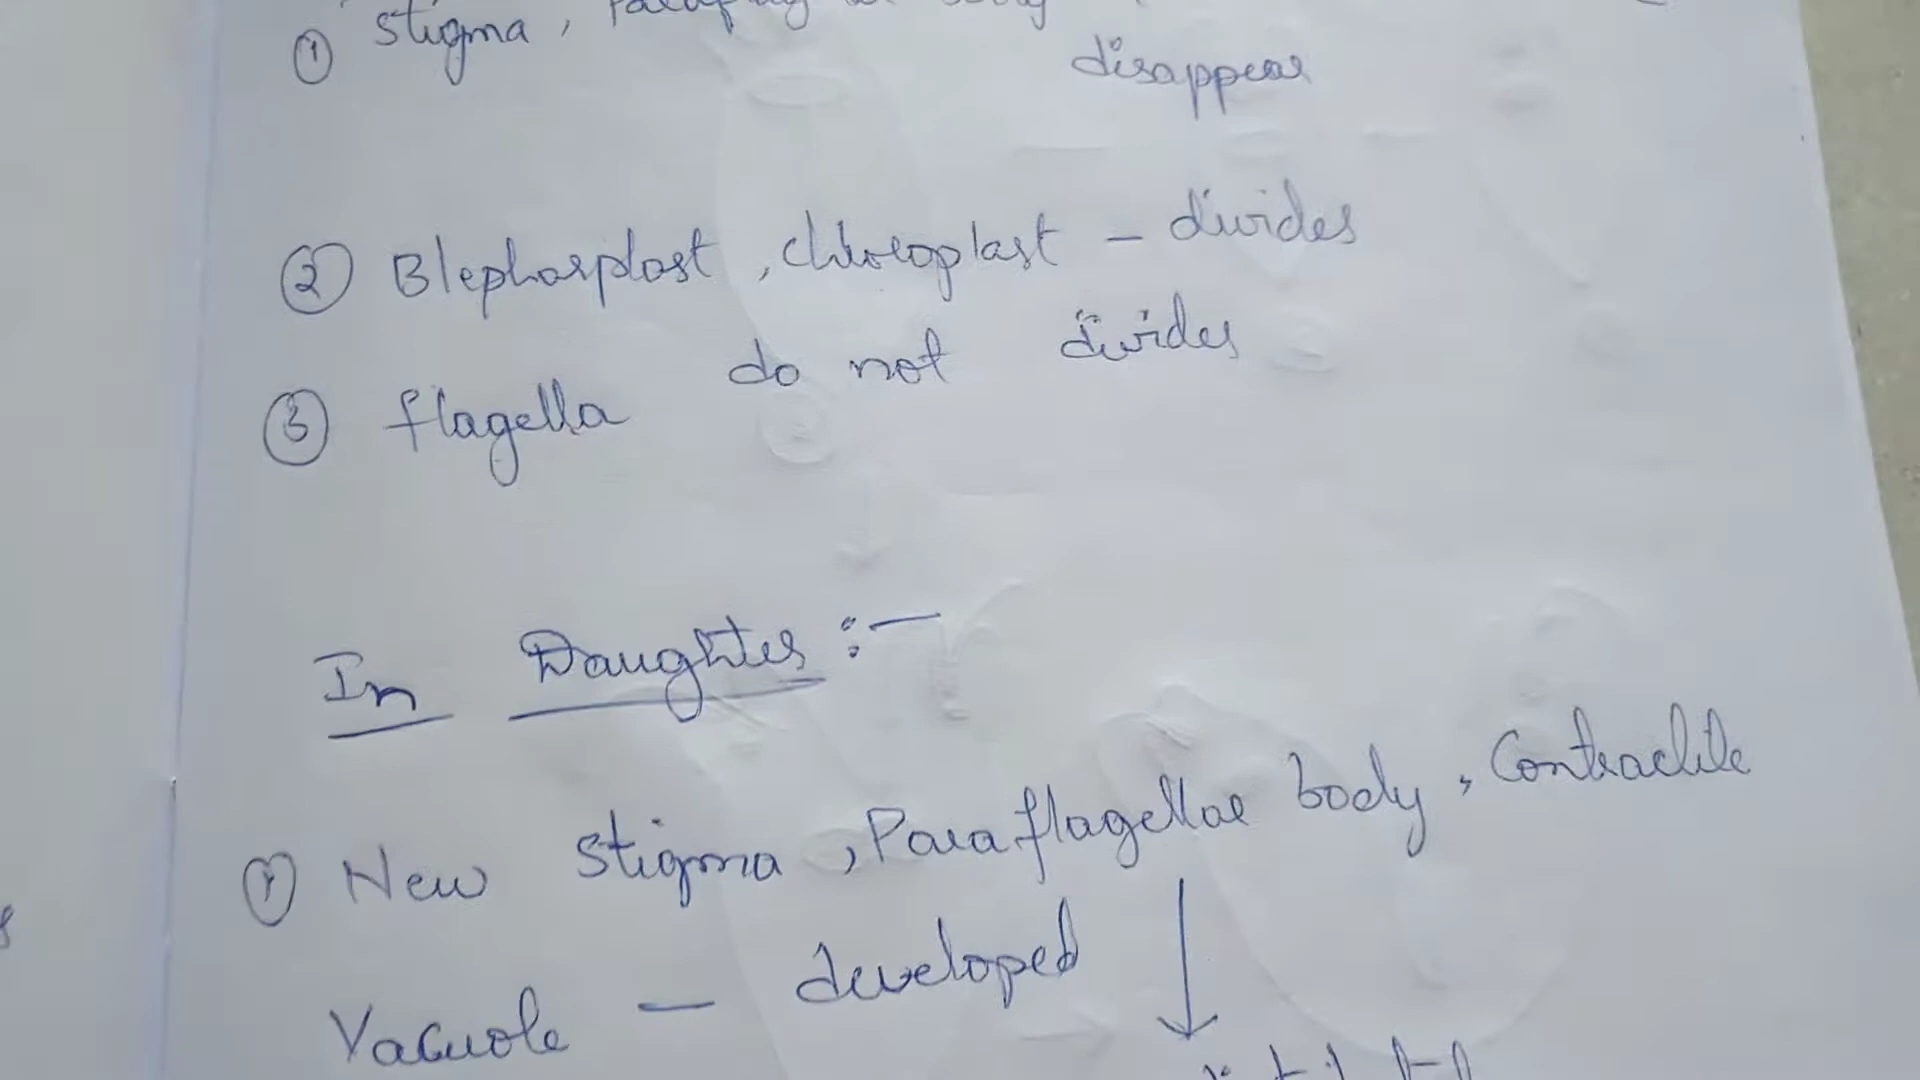 ① stigma,
disappear
② Blepharplast, chloroplast – divides
③ flagella do not divides
In Daughter :–
① New stigma, Paraflagellar body, Contractile
Vacuole – developed ↓